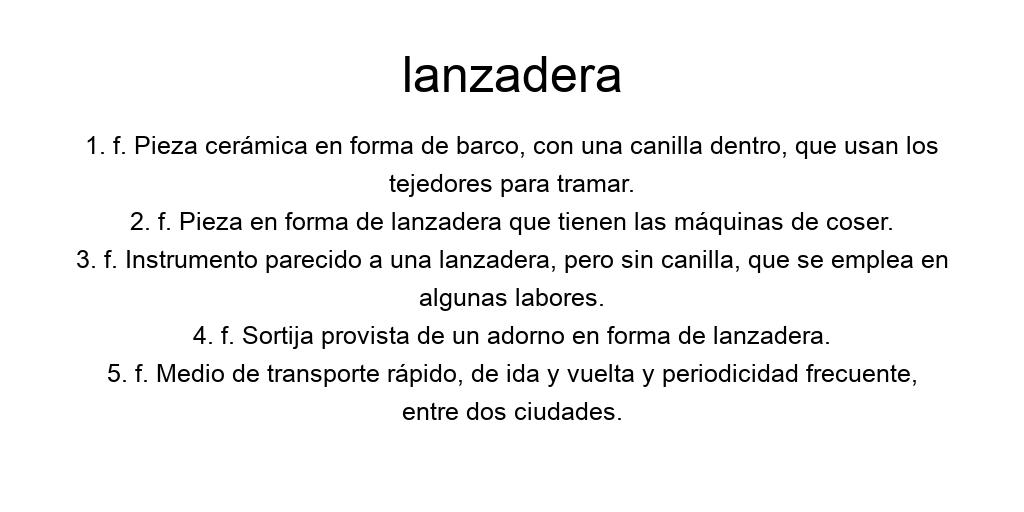 lanzadera
1. f. Pieza cerámica en forma de barco, con una canilla dentro, que usan los
tejedores para tramar.
2. f. Pieza en forma de lanzadera que tienen las máquinas de coser.
3. f. Instrumento parecido a una lanzadera, pero sin canilla, que se emplea en
algunas labores.
4. f. Sortija provista de un adorno en forma de lanzadera.
5. f. Medio de transporte rápido, de ida y vuelta y periodicidad frecuente,
entre dos ciudades.